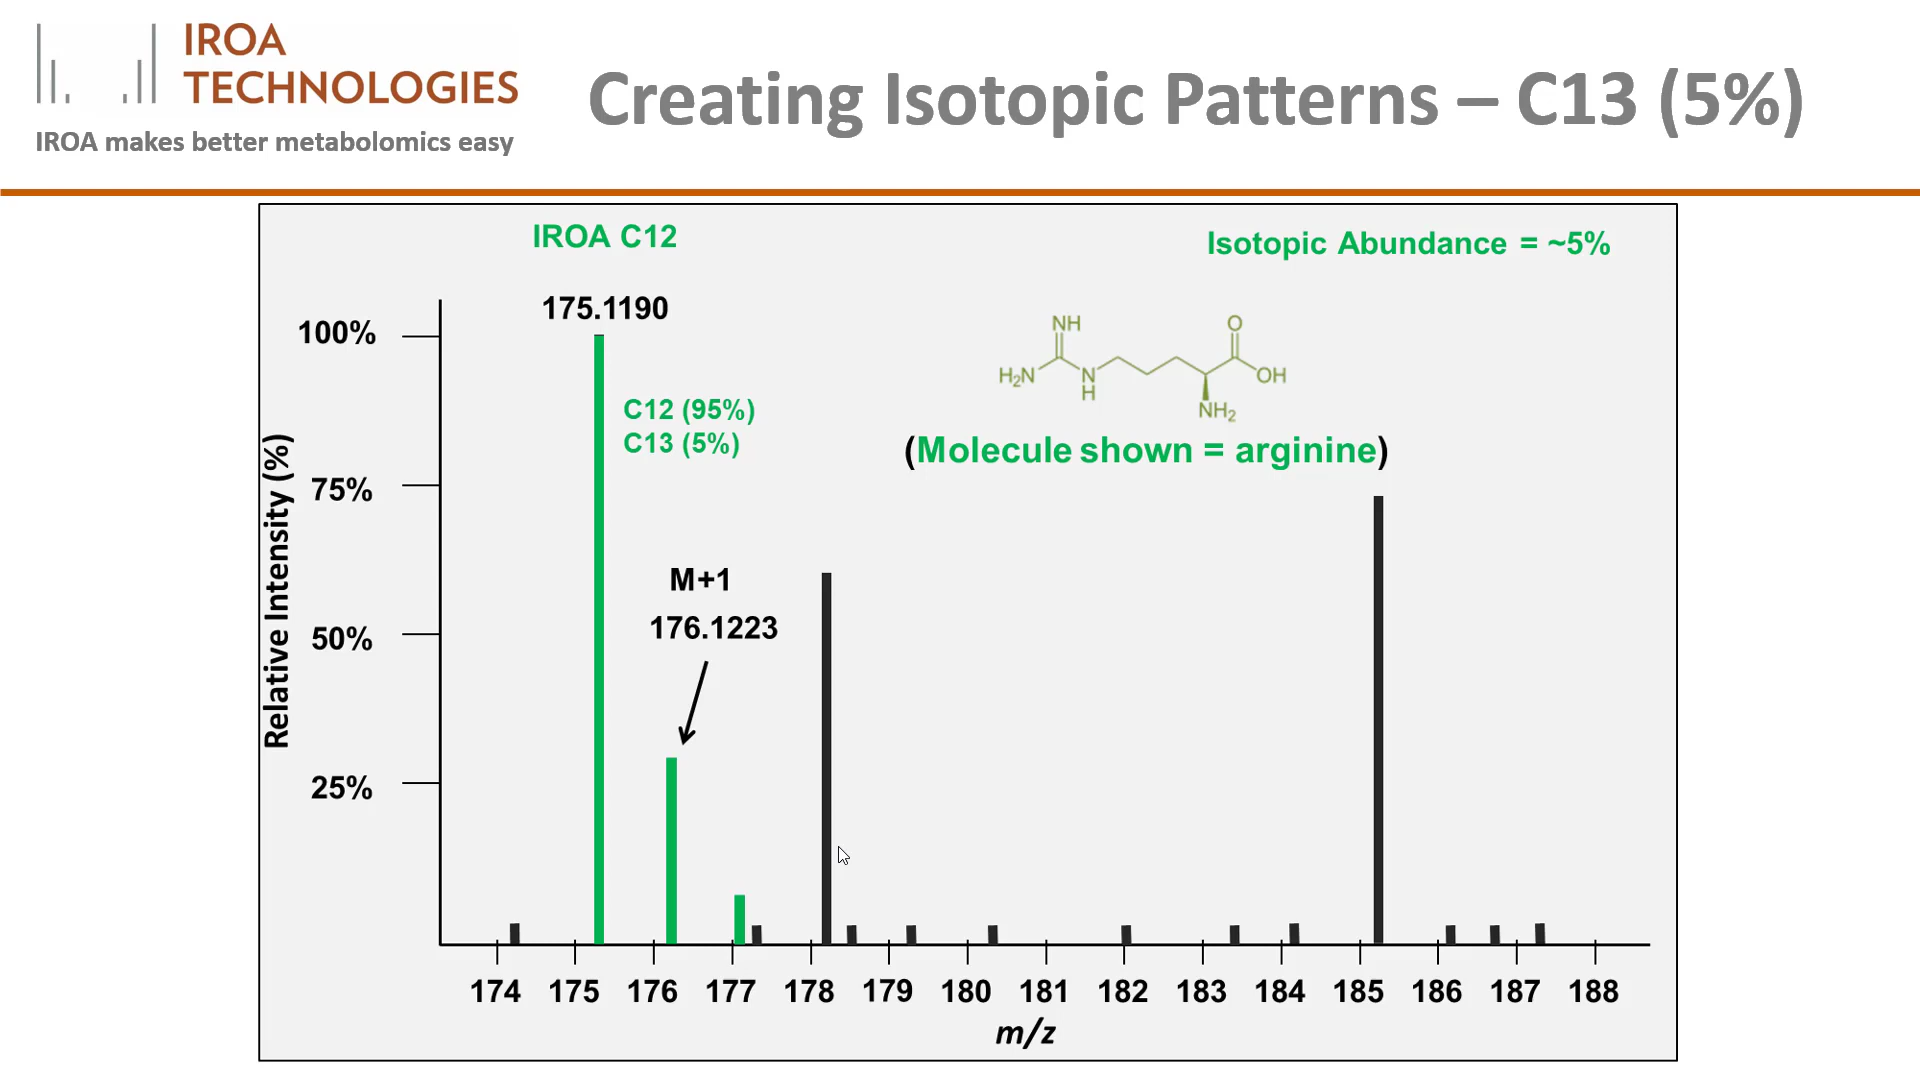 IROA
TECHNOLOGIES
IROA makes better metabolomics easy
Creating Isotopic Patterns – C13 (5%)
IROA C12
Isotopic Abundance = ~5%
175.1190
100%
75%
50%
25%
Relative Intensity (%)
C12 (95%)
C13 (5%)
NH
H₂N
N
H
O
OH
NH₂
(Molecule shown = arginine)
M+1
176.1223
174 175 176 177 178 179 180 181 182 183 184 185 186 187 188
m/z